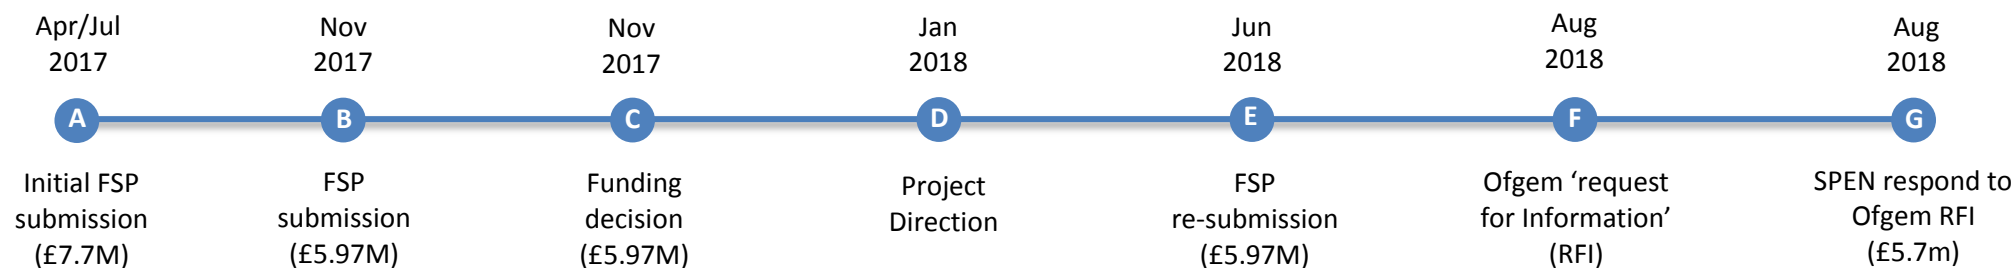 Apr/Jul
2017
Nov
2017
Nov
2017
Jan
2018
Jun
2018
Aug
2018
Aug
2018
A
B
C
D
E
F
G
Initial FSP
submission
(£7.7M)
FSP
submission
(£5.97M)
Funding
decision
(£5.97M)
Project
Direction
FSP
re-submission
(£5.97M)
Ofgem ‘request
for Information’
(RFI)
SPEN respond to
Ofgem RFI
(£5.7m)